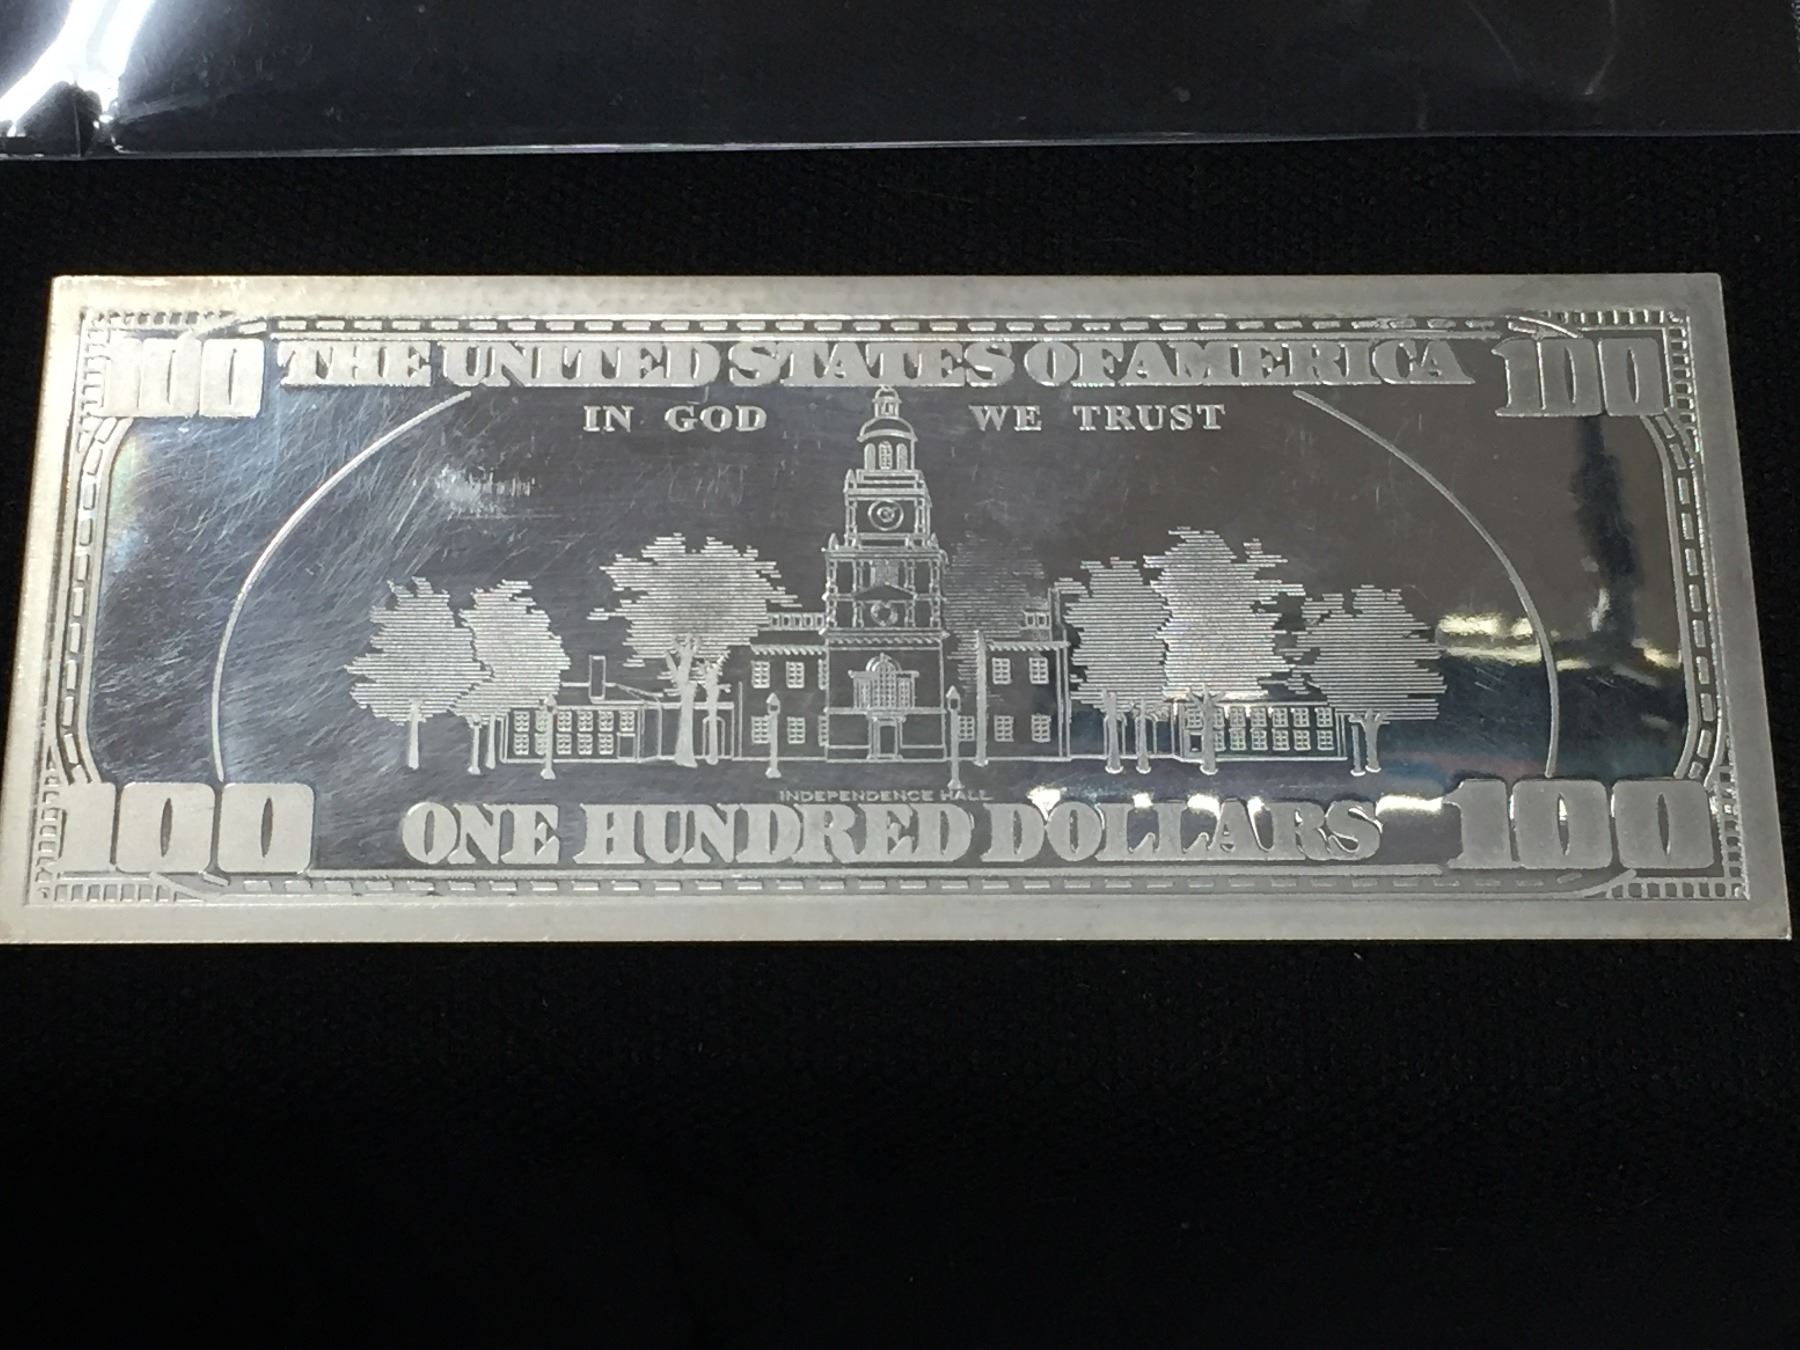 100 THE UNITED STATES OF AMERICA 100
IN GOD WE TRUST
INDEPENDENCE HALL
100 ONE HUNDRED DOLLARS 100